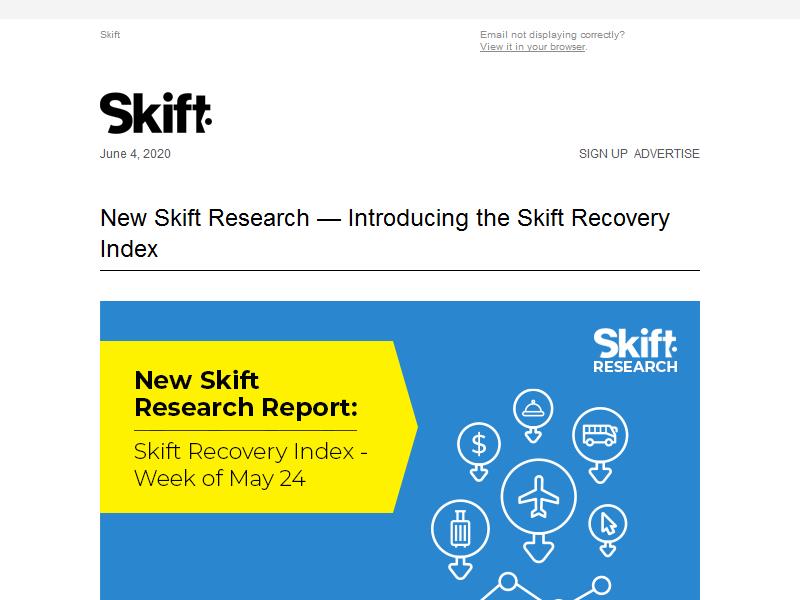 Skift
Email not displaying correctly?
View it in your browser.
Skift
June 4, 2020
SIGN UP ADVERTISE
New Skift Research — Introducing the Skift Recovery
Index
Skift
RESEARCH
New Skift
Research Report:
Skift Recovery Index -
Week of May 24
$